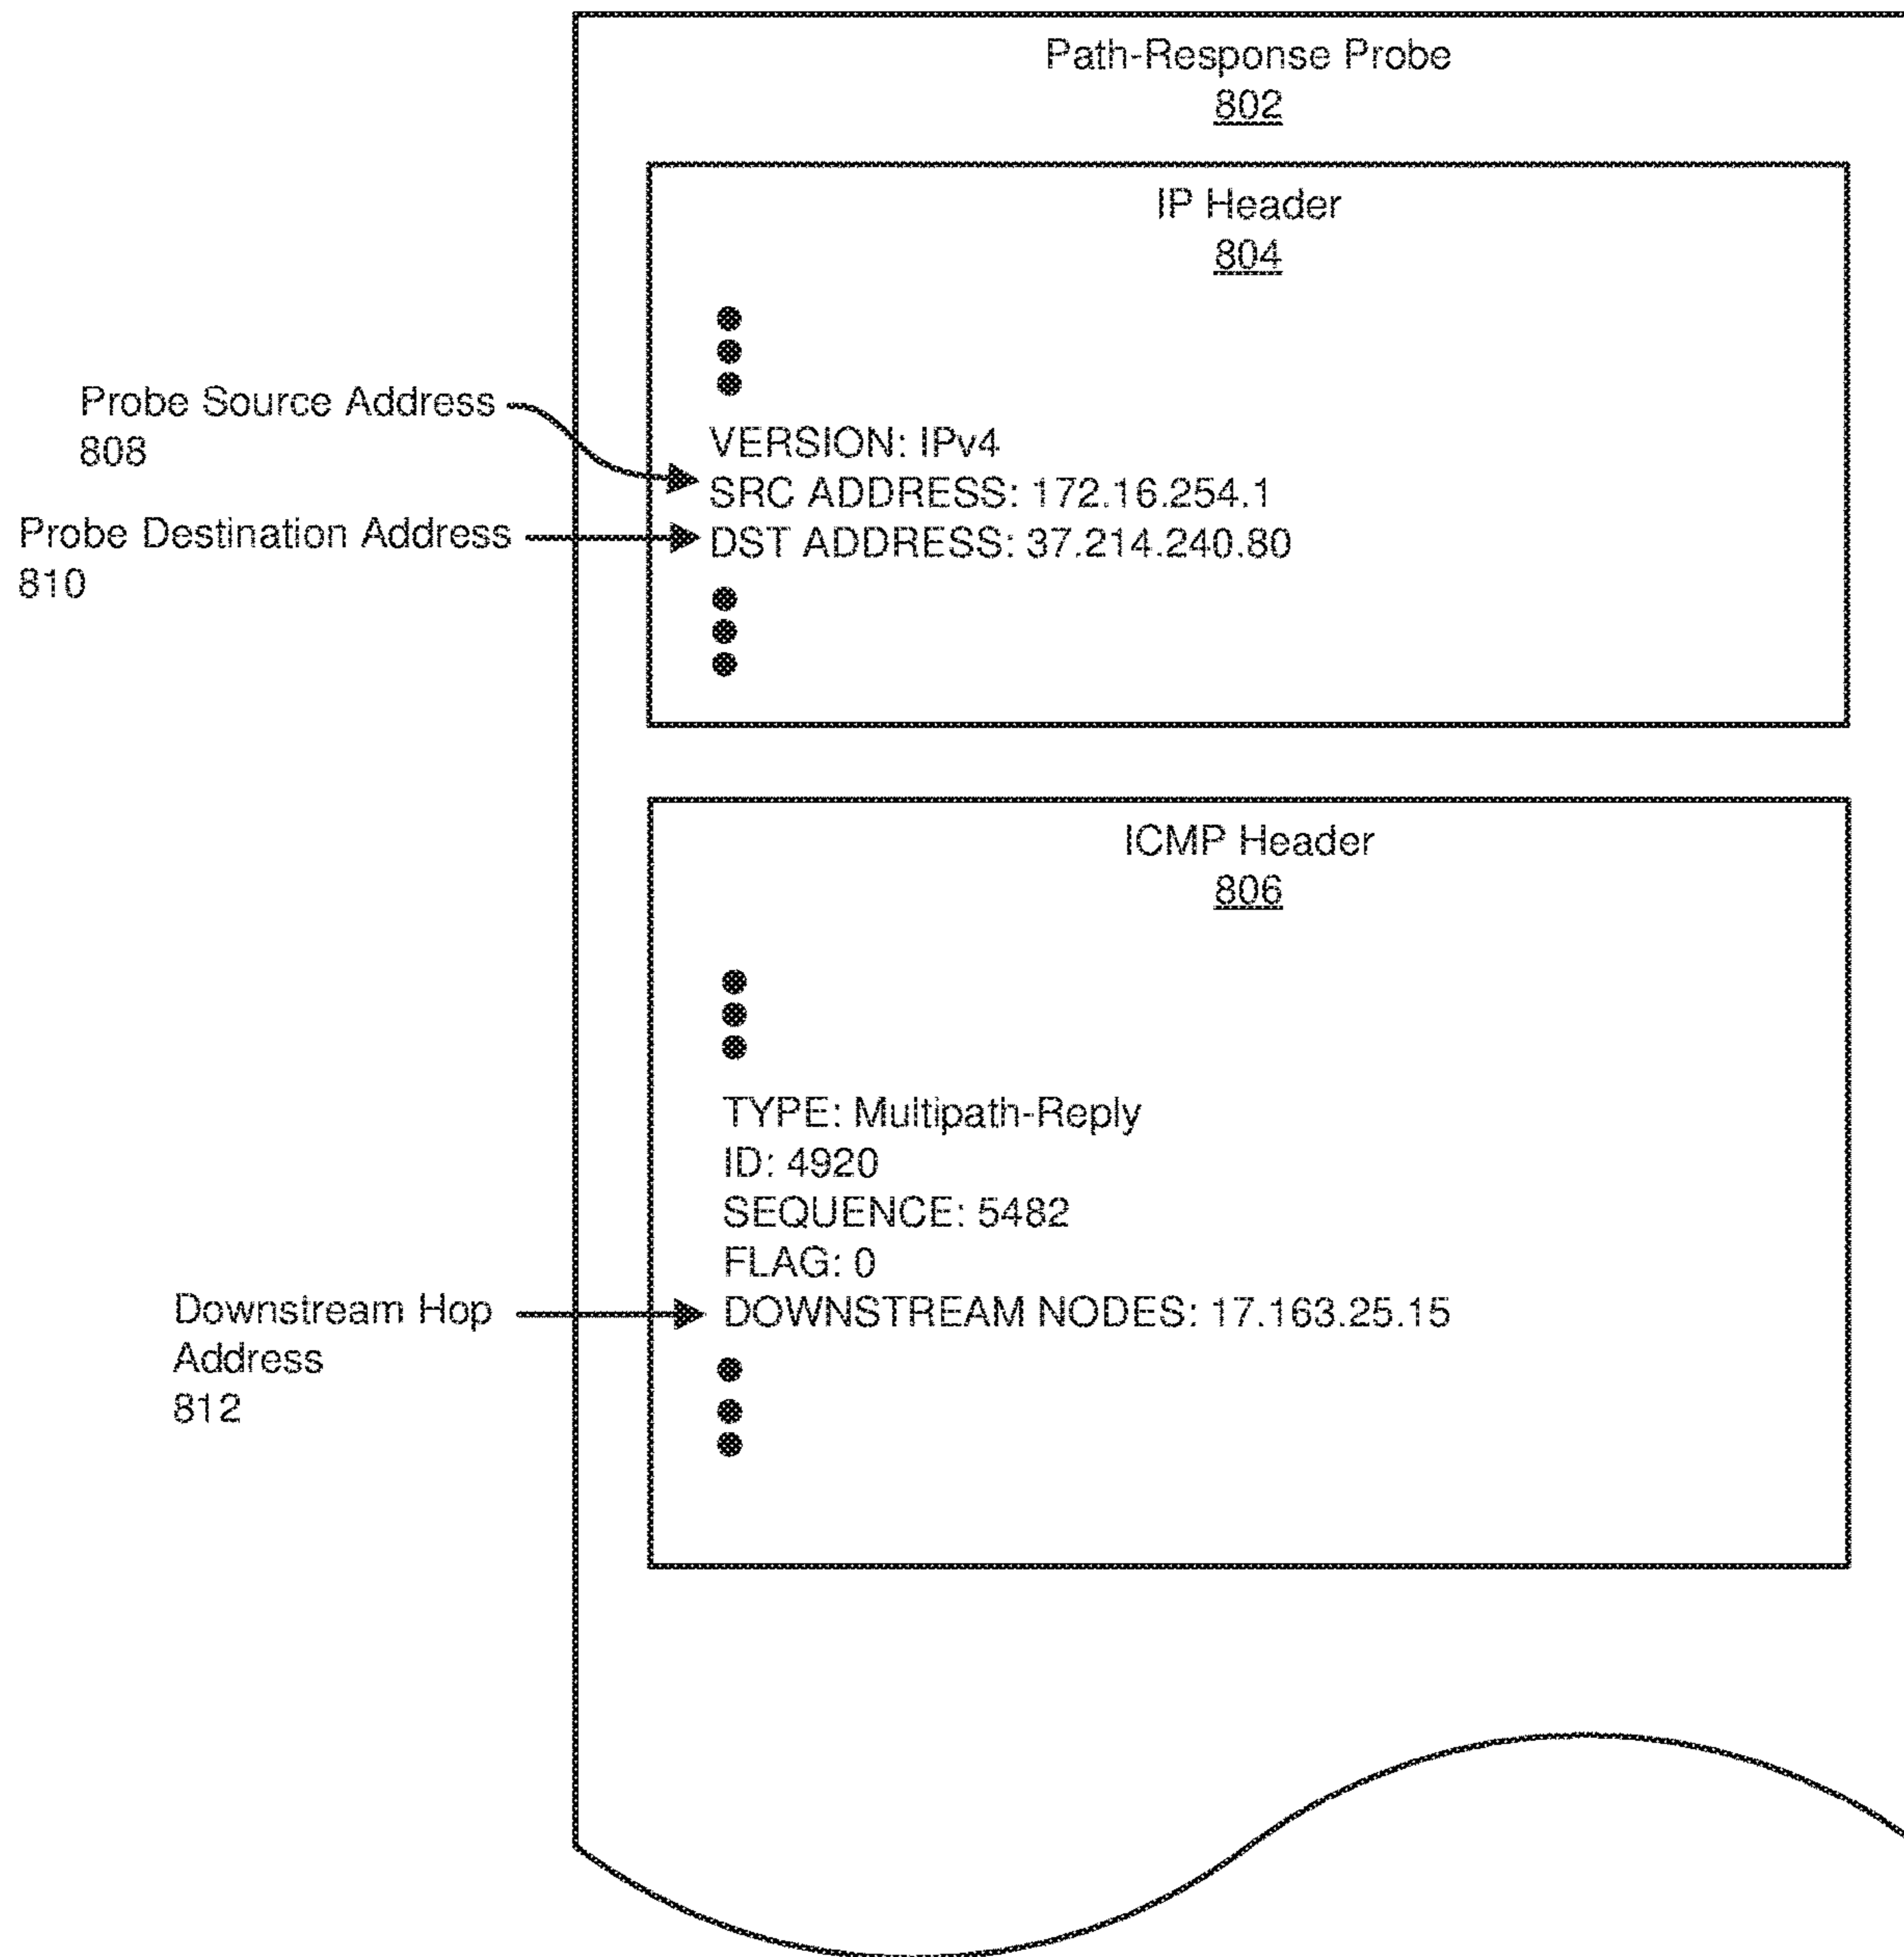 Path-Response Probe
802
IP Header
804
Probe Source Address
808
VERSION: IPv4
SRC ADDRESS: 172.16.254.1
Probe Destination Address
810
DST ADDRESS: 37.214.240.80
ICMP Header
806
TYPE: Multipath-Reply
ID: 4920
SEQUENCE: 5482
FLAG: 0
Downstream Hop
Address
812
DOWNSTREAM NODES: 17.163.25.15